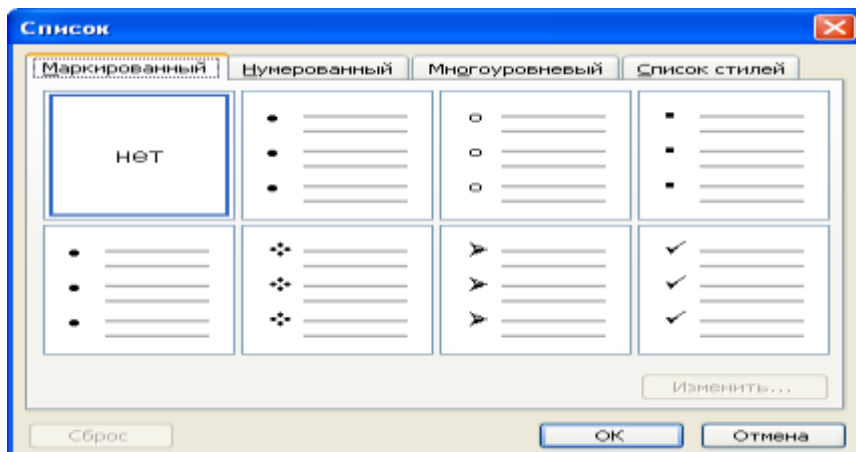 Список
Маркированный Нумерованный Многоуровневый Список стилей
нет
Изменить...
Сброс ОК Отмена